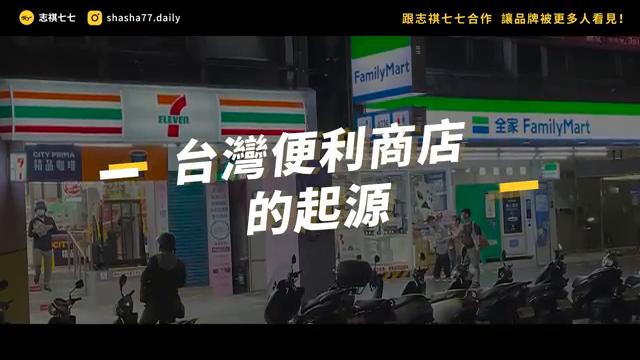 志祺七七
shasha77.daily
跟志祺七七合作 讓品牌被更多人看見！
FamilyMart
7
ELEVEN
全家 FamilyMart
CITY PRIMA
精品咖啡
台灣便利商店
的起源